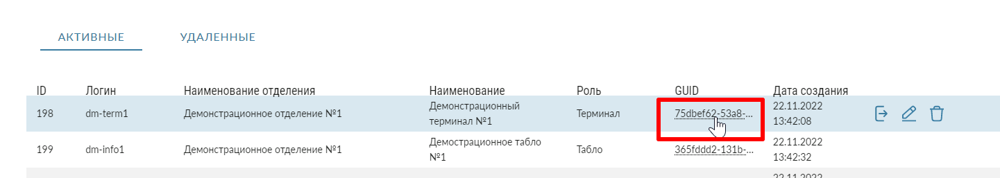 АКТИВНЫЕ УДАЛЕННЫЕ
ID Логин Наименование отделения Наименование Роль GUID Дата создания
198 dm-term1 Демонстрационное отделение №1 Демонстрационный терминал №1 Терминал 75dbef62-53a8-... 22.11.2022 13:42:08
199 dm-info1 Демонстрационное отделение №1 Демострационное табло №1 Табло 365fddd2-131b-... 22.11.2022 13:42:32
22.11.2022